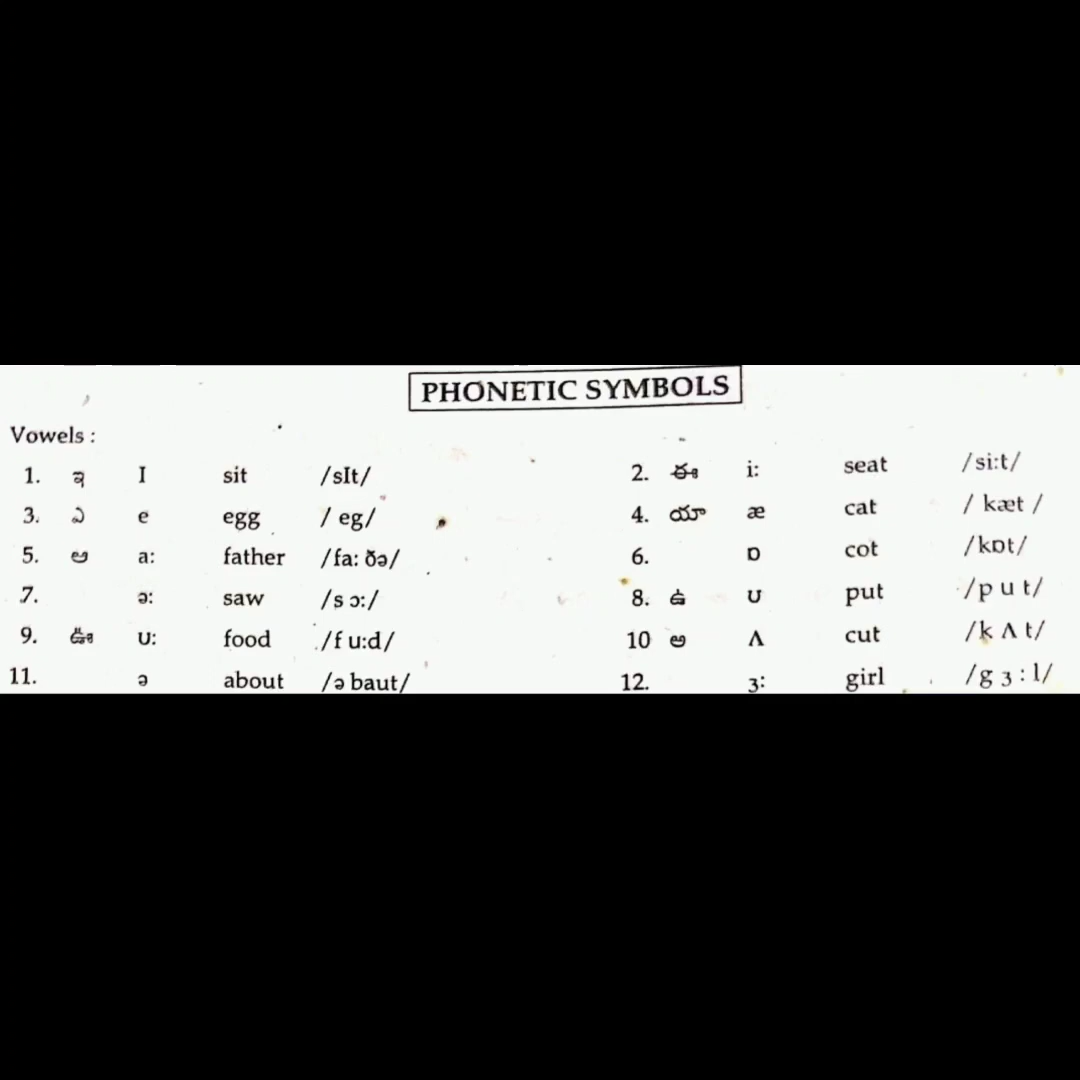 PHONETIC SYMBOLS
Vowels :
1. ఇ I sit /sIt/ 2. ఈ i: seat /si:t/
3. ఎ e egg / eg/ 4. యా æ cat / kæt /
5. ఆ a: father /fa: ðə/ 6. ɒ cot /kɒt/
7. ə: saw /s ɔ:/ 8. ఉ ʊ put /p u t/
9. ఊ ʊ: food /f u:d/ 10 అ ʌ cut /k ʌ t/
11. ə about /ə baut/ 12. ɜ: girl /g ɜ : l/